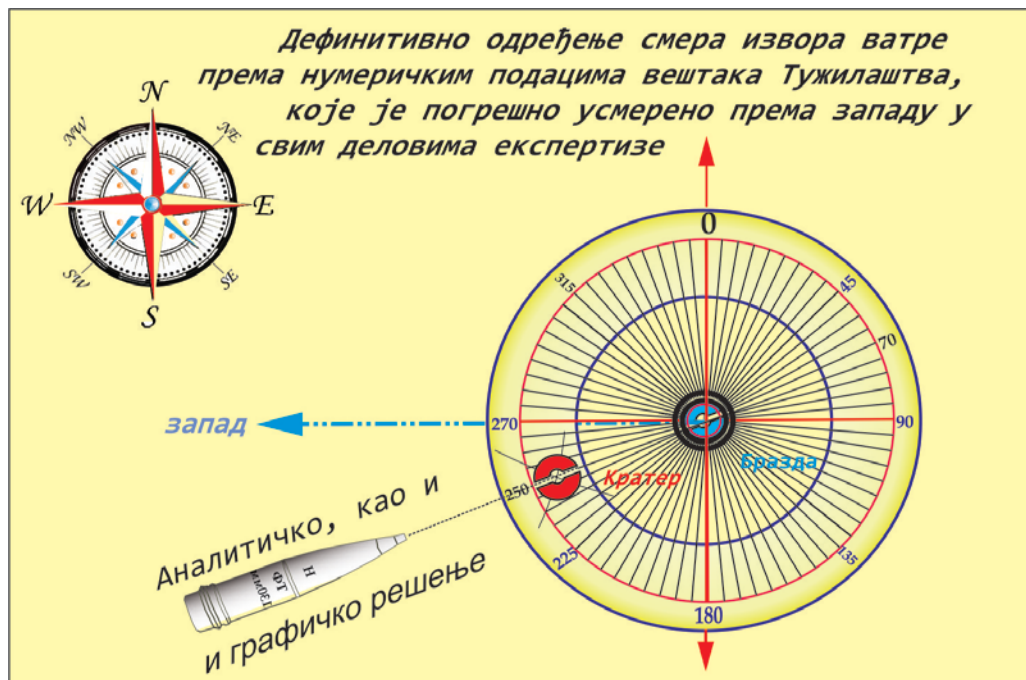 Дефинитивно одређење смера извора ватре
према нумеричким подацима вештака Тужилаштва,
које је погрешно усмерено према западу у
свим деловима експертизе
N
NW
NE
W
E
SW
SE
S
0
315
45
70
запад
270
90
Бразда
Кратер
250
Аналитичко, као и
225
135
Н
ТФ
130мм
180
и графичко решење